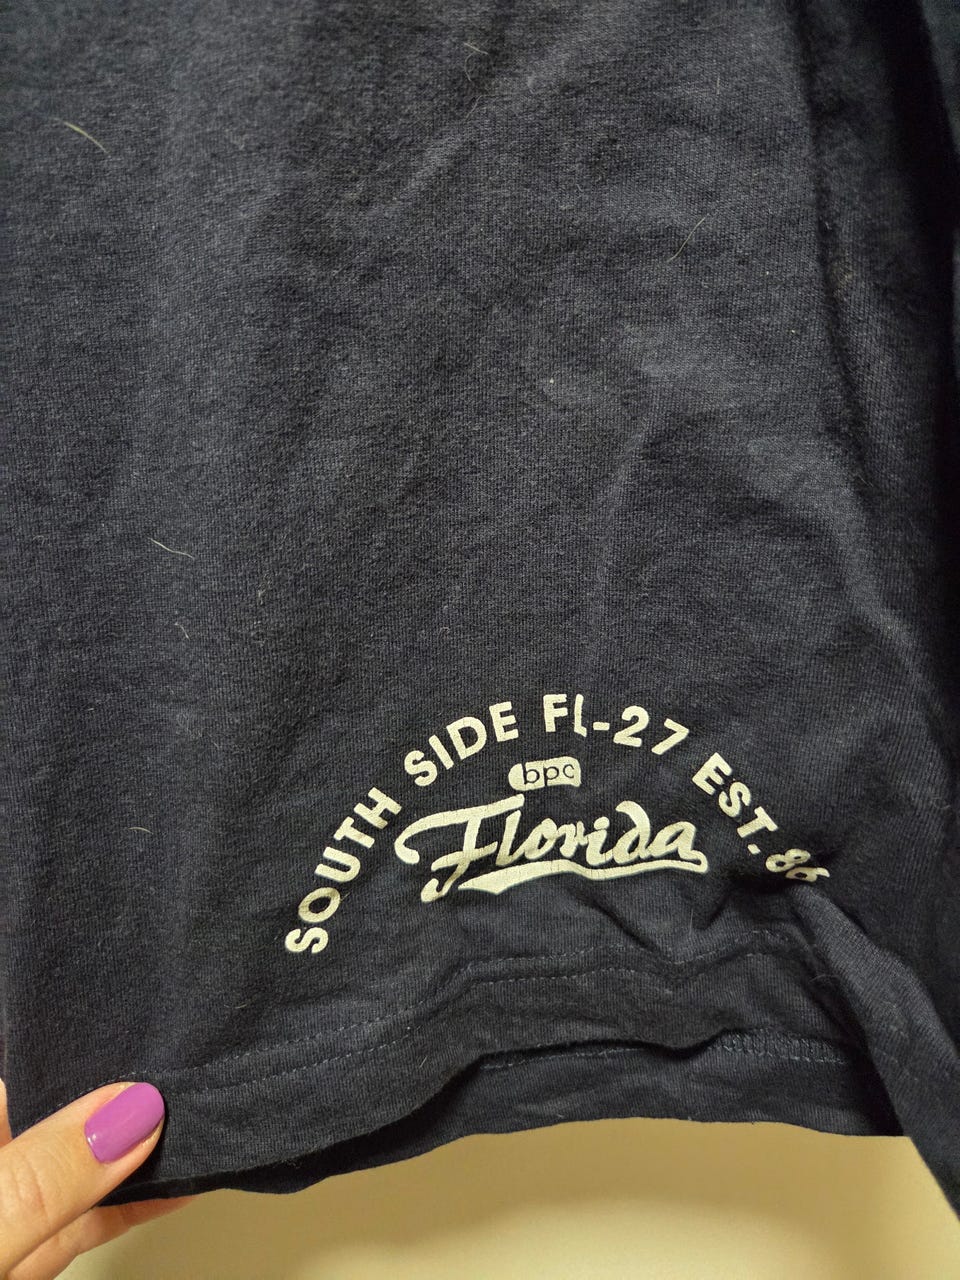 SOUTH SIDE FL-27 EST. 86
bpc
Florida